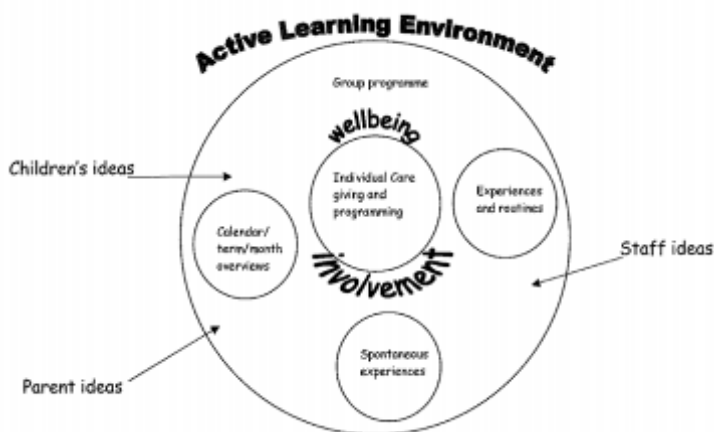 Active Learning Environment
Group programme
wellbeing
Children's ideas
Individual Care
giving and
programming
Experiences
and routines
Calendar/
term/month
overviews
involvement
Staff ideas
Spontaneous
experiences
Parent ideas